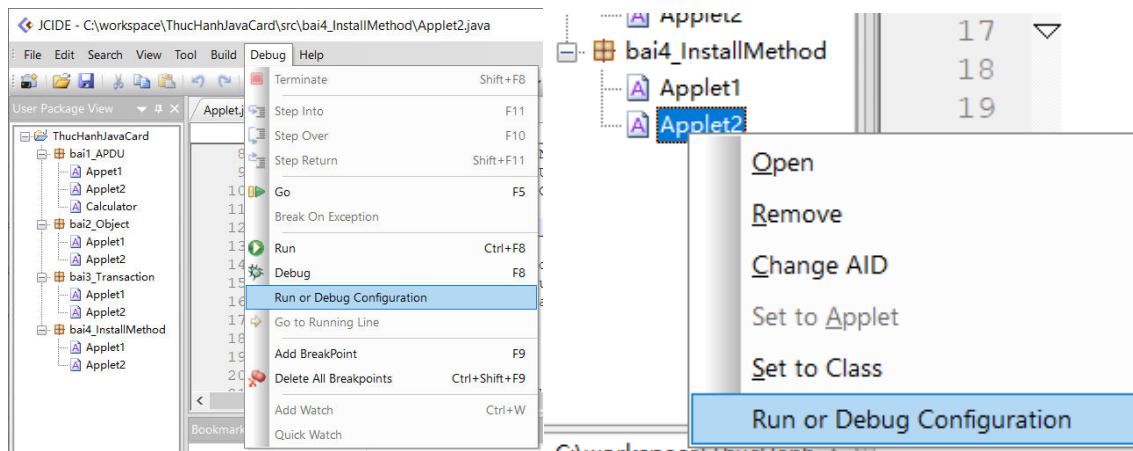 JCIDE - C:\workspace\ThucHanhJavaCard\src\bai4_InstallMethod\Applet2.java
File Edit Search View Tool Build Debug Help
User Package View
ThucHanhJavaCard
bai1_APDU
Appet1
Applet2
Calculator
bai2_Object
Applet1
Applet2
bai3_Transaction
Applet1
Applet2
bai4_InstallMethod
Applet1
Applet2
Applet.j
8
9
10
11
12
13
14
15
16
17
18
19
20
Bookmark
Terminate Shift+F8
Step Into F11
Step Over F10
Step Return Shift+F11
Go F5
Break On Exception
Run Ctrl+F8
Debug F8
Run or Debug Configuration
Go to Running Line
Add BreakPoint F9
Delete All Breakpoints Ctrl+Shift+F9
Add Watch Ctrl+W
Quick Watch
Applet2
bai4_InstallMethod
Applet1
Applet2
17
18
19
Open
Remove
Change AID
Set to Applet
Set to Class
Run or Debug Configuration